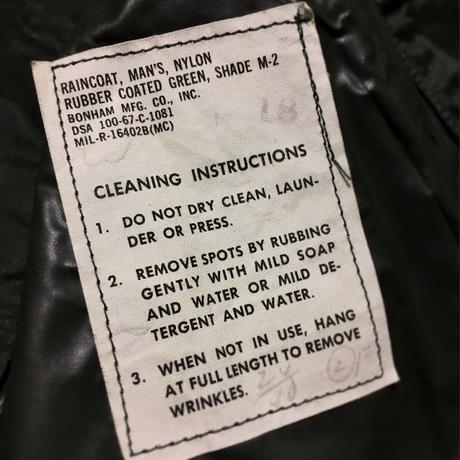 RAINCOAT, MAN'S, NYLON
RUBBER COATED GREEN, SHADE M-2
BONHAM MFG. CO., INC.
DSA 100-67-C-1081
MIL-R-16402B(MC)
CLEANING INSTRUCTIONS
1. DO NOT DRY CLEAN, LAUN-
DER OR PRESS.
2. REMOVE SPOTS BY RUBBING
GENTLY WITH MILD SOAP
AND WATER OR MILD DE-
TERGENT AND WATER.
3. WHEN NOT IN USE, HANG
AT FULL LENGTH TO REMOVE
WRINKLES.